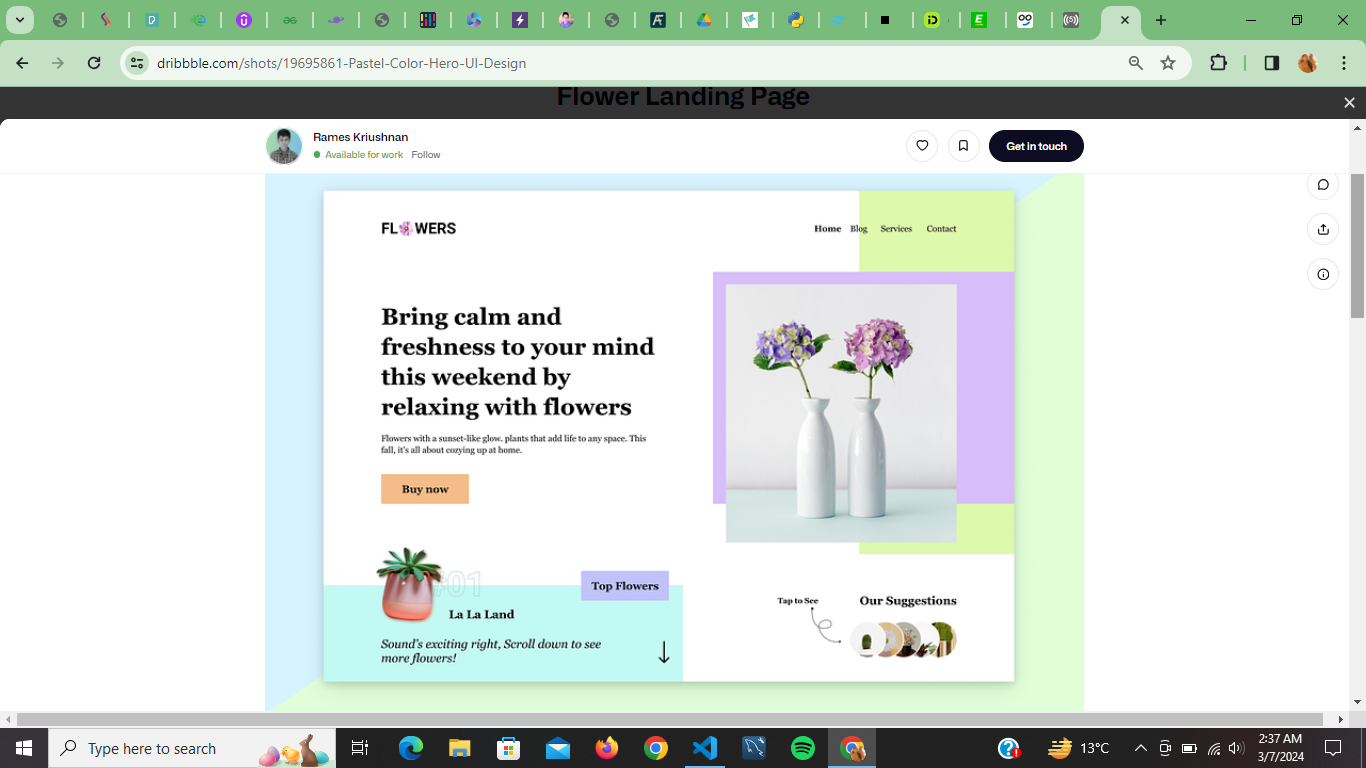 dribbble.com/shots/19695861-Pastel-Color-Hero-UI-Design
Flower Landing Page
Rames Kriushnan
Available for work Follow
Get in touch
FLOWERS
Home Blog Services Contact
Bring calm and
freshness to your mind
this weekend by
relaxing with flowers
Flowers with a sunset-like glow. plants that add life to any space. This
fall, it's all about cozying up at home.
Buy now
#01
Top Flowers
La La Land
Sound's exciting right, Scroll down to see
more flowers!
Tap to See
Our Suggestions
Type here to search
13°C
2:37 AM
3/7/2024